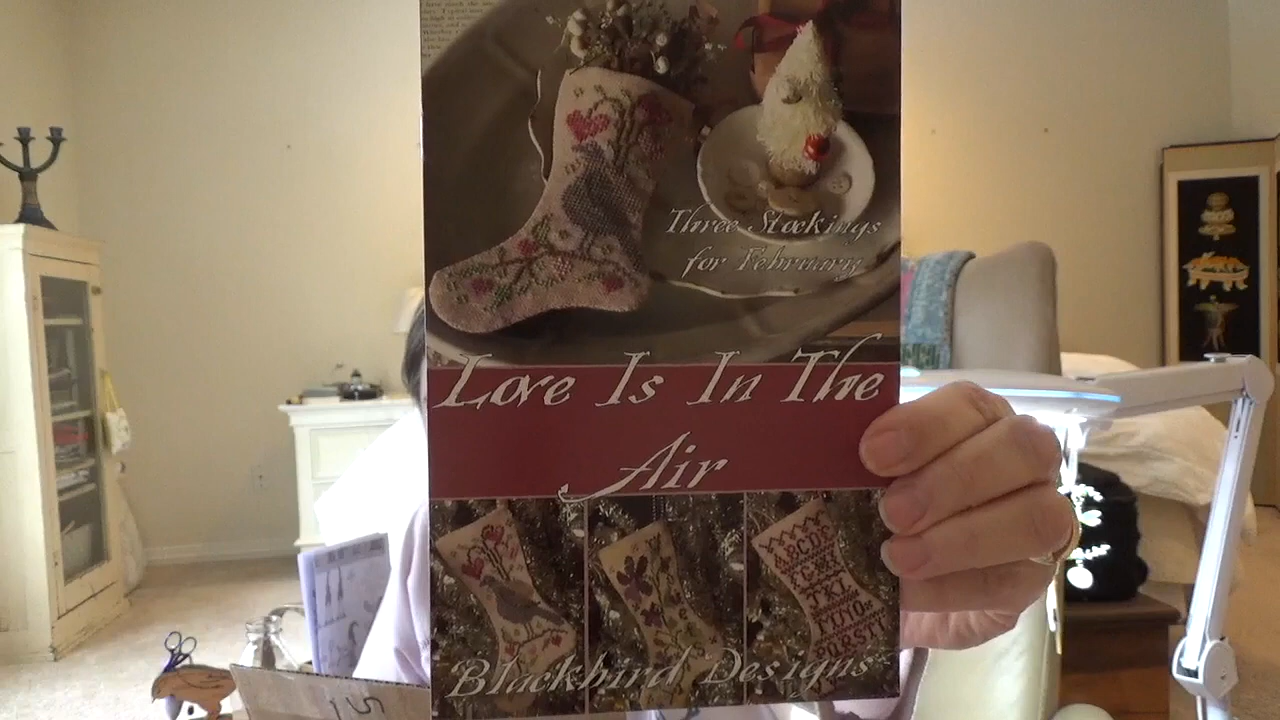 Three Stockings
for February
Love Is In The
Air
Blackbird Designs